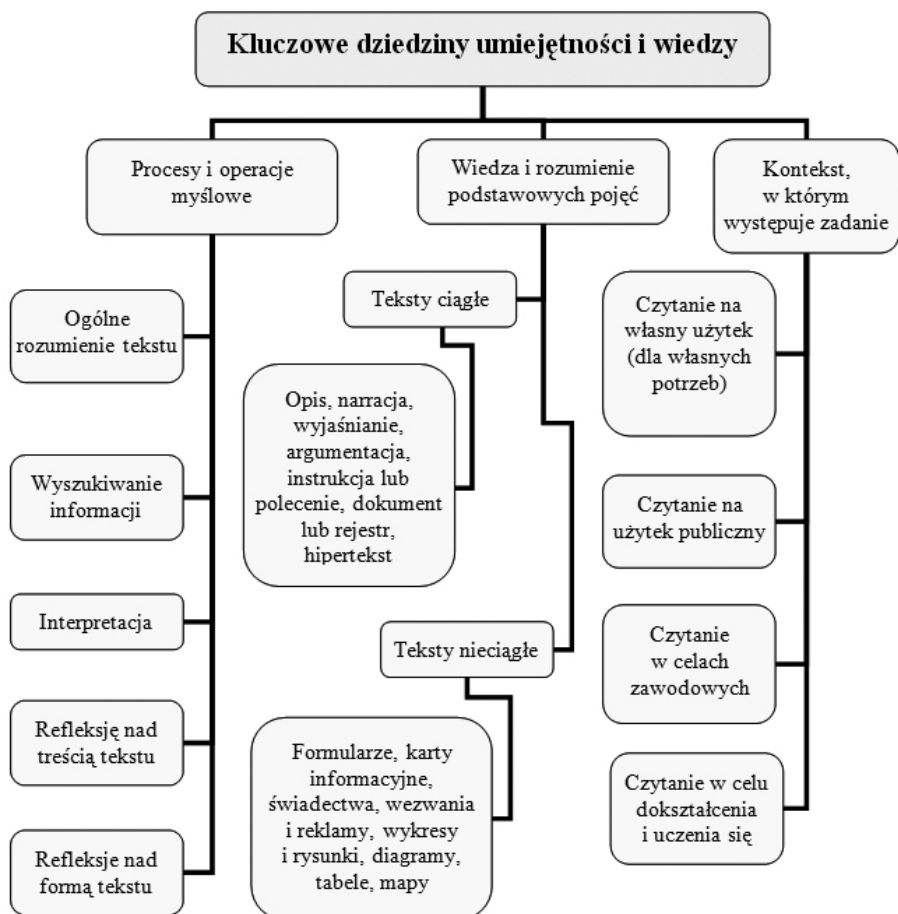 Kluczowe dziedziny umiejętności i wiedzy
Procesy i operacje
myślowe
Ogólne
rozumienie tekstu
Wyszukiwanie
informacji
Interpretacja
Refleksję nad
treścią tekstu
Refleksje nad
formą tekstu
Wiedza i rozumienie
podstawowych pojęć
Teksty ciągłe
Opis, narracja,
wyjaśnianie,
argumentacja,
instrukcja lub
polecenie, dokument
lub rejestr,
hipertekst
Teksty nieciągłe
Formularze, karty
informacyjne,
świadectwa, wezwania
i reklamy, wykresy
i rysunki, diagramy,
tabele, mapy
Kontekst,
w którym
występuje zadanie
Czytanie na
własny użytek
(dla własnych
potrzeb)
Czytanie na
użytek publiczny
Czytanie
w celach
zawodowych
Czytanie w celu
dokształcenia
i uczenia się